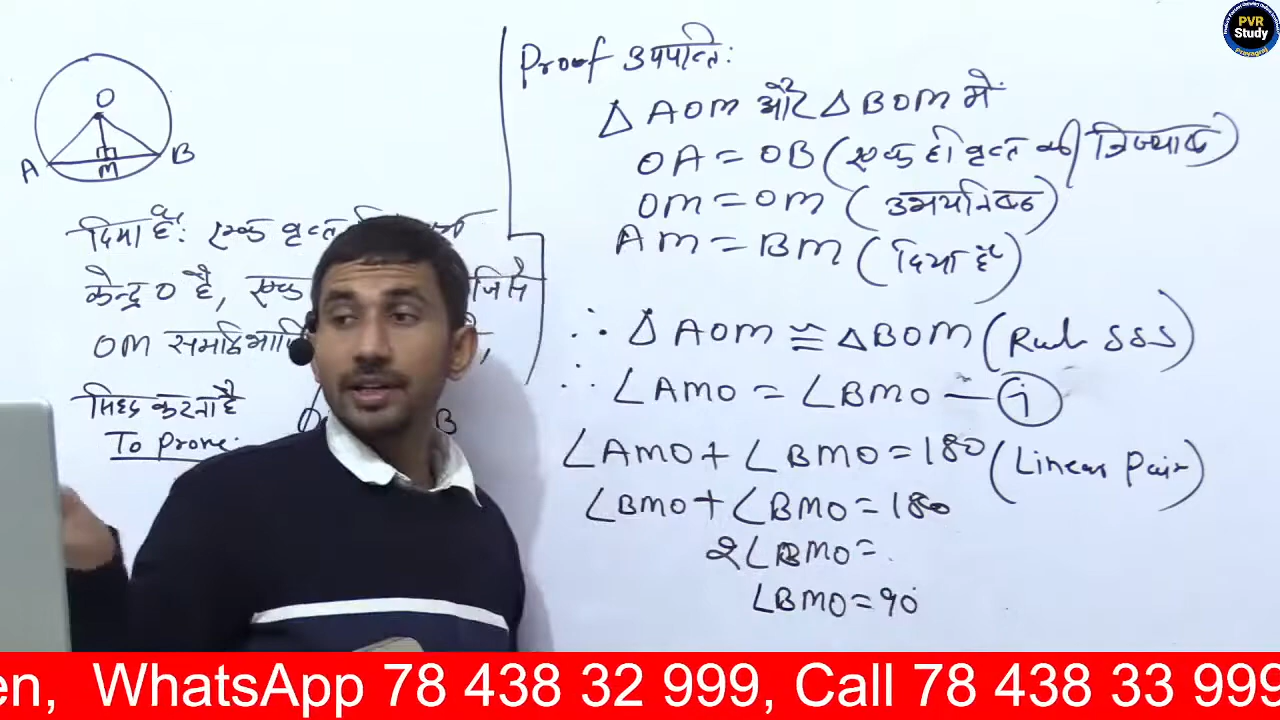 O
A
B
M
दिया है: एक वृत्त
केन्द्र O है, एक जिसे
OM समद्विभाजि
सिद्ध करना है
To Prove:
O
B
Proof उपपत्ति:
△AOM और △BOM में
OA = OB (एक ही वृत्त की त्रिज्याएं)
OM = OM (उभयनिष्ठ)
AM = BM (दिया है)
∴ △AOM ≅ △BOM (Rule SSS)
∴ ∠AMO = ∠BMO — (i)
∠AMO + ∠BMO = 180 (Linear Pair)
∠BMO + ∠BMO = 180
2∠BMO =
∠BMO = 90
PVR
Study
Prayagraj
en, WhatsApp 78 438 32 999, Call 78 438 33 999